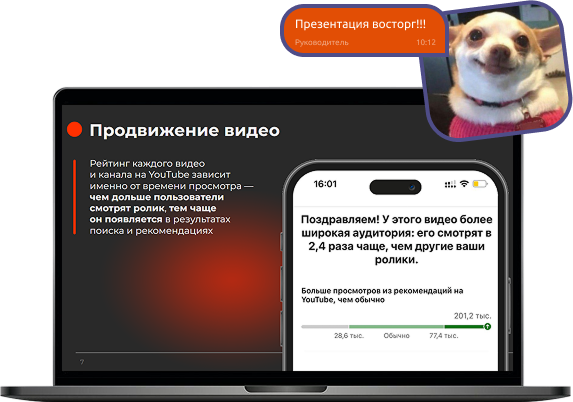 Презентация восторг!!!
Руководитель 10:12
Продвижение видео
Рейтинг каждого видео
и канала на YouTube зависит
именно от времени просмотра —
чем дольше пользователи
смотрят ролик, тем чаще
он появляется в результатах
поиска и рекомендациях
7
16:01
Поздравляем! У этого видео более
широкая аудитория: его смотрят в
2,4 раза чаще, чем другие ваши
ролики.
Больше просмотров из рекомендаций на
YouTube, чем обычно
201,2 тыс.
28,6 тыс. Обычно 77,4 тыс.